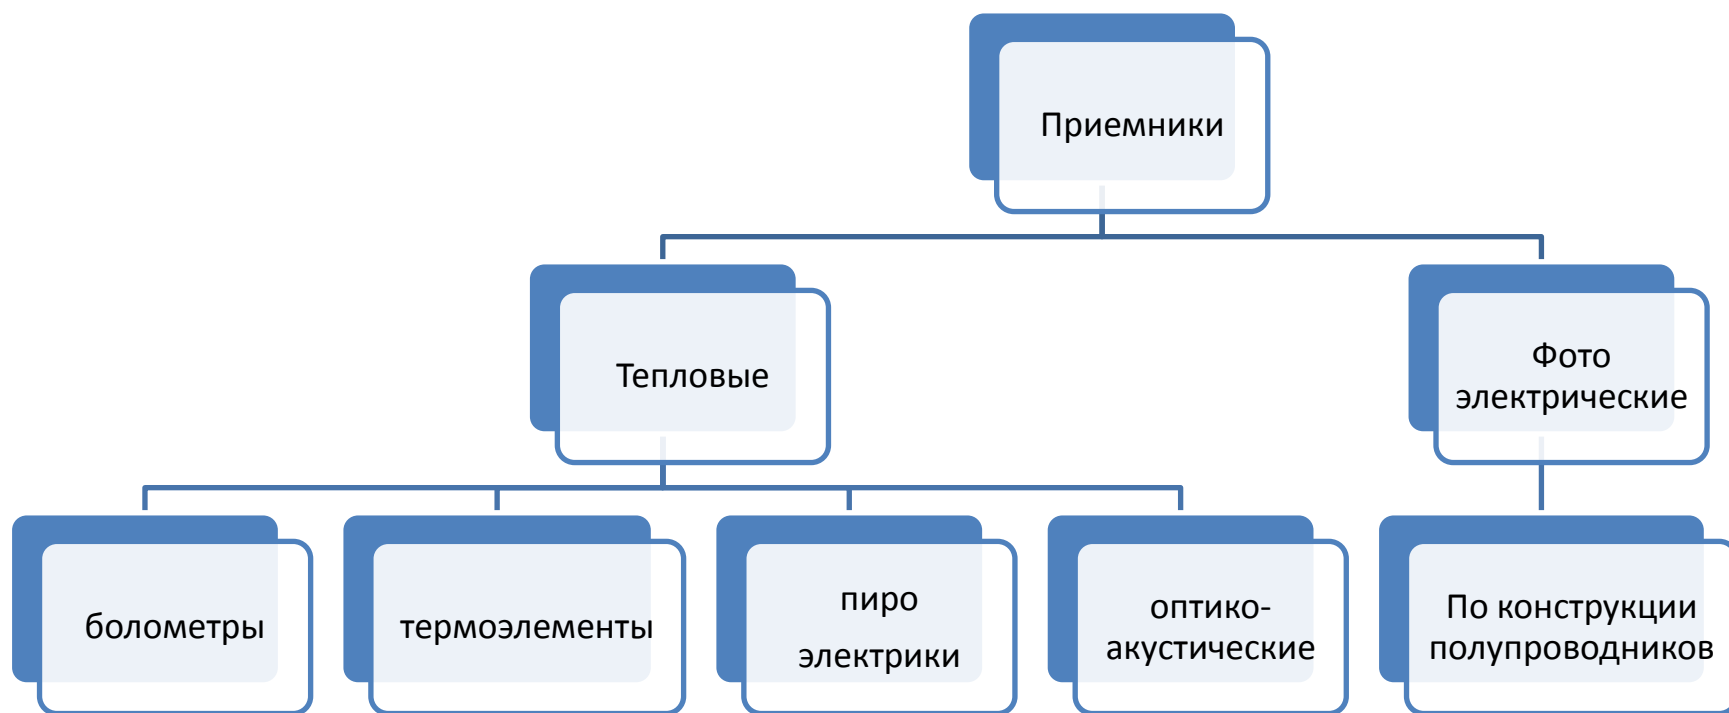 Приемники
Тепловые
Фото
электрические
болометры
термоэлементы
пиро
электрики
оптико-
акустические
По конструкции
полупроводников